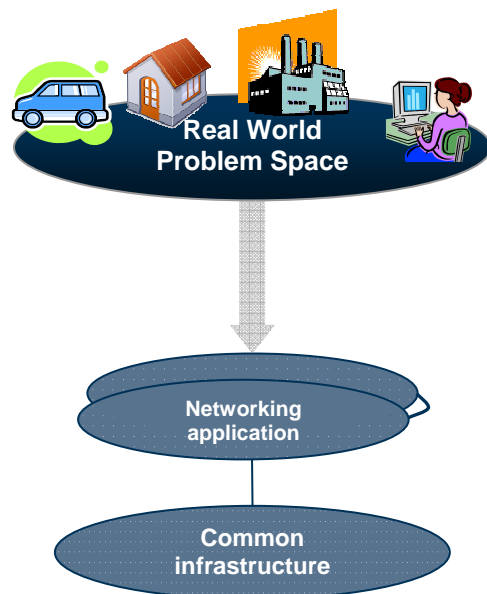 Real World
Problem Space
Networking
application
Common
infrastructure